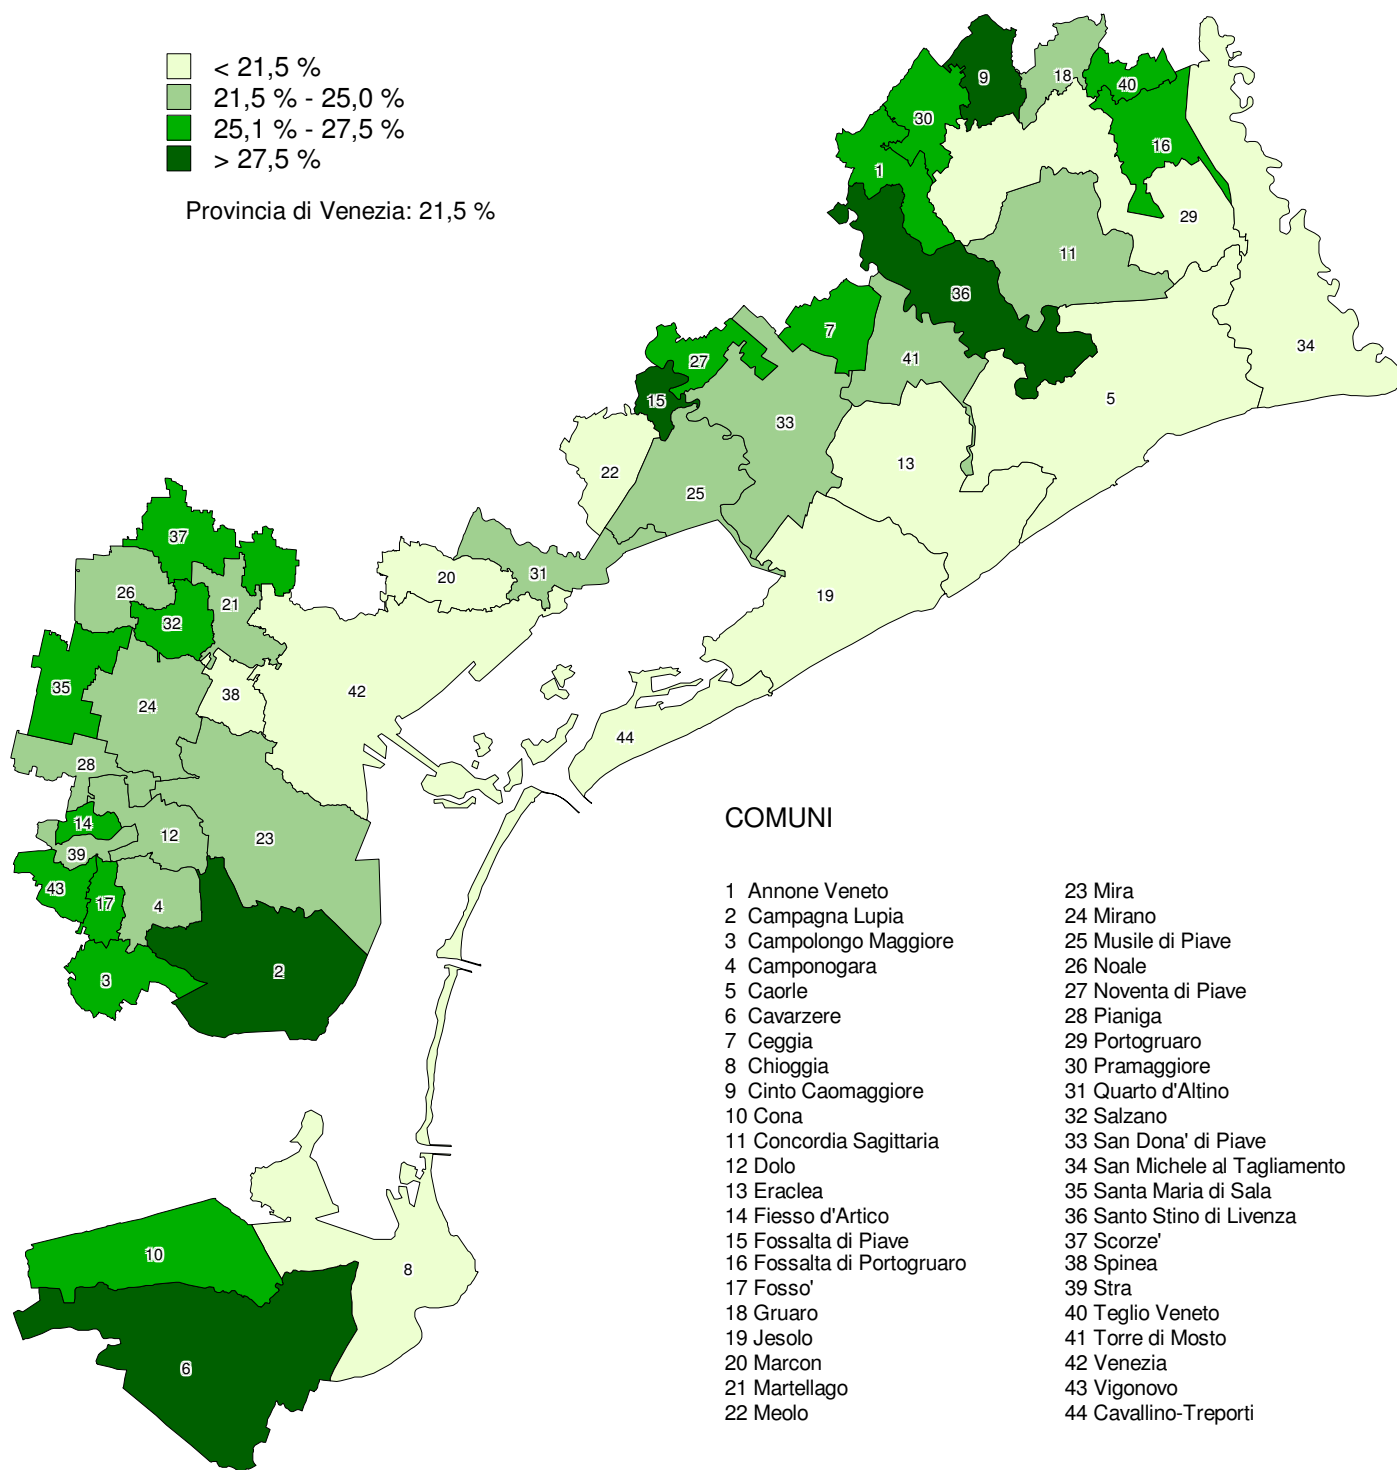 < 21,5 %
21,5 % - 25,0 %
25,1 % - 27,5 %
> 27,5 %
Provincia di Venezia: 21,5 %
9
18
40
30
16
1
29
11
36
7
34
41
27
5
15
33
13
22
25
37
20
31
26
21
19
32
35
38
42
24
44
28
14
12
23
39
43
17
4
2
3
10
8
6
COMUNI
1 Annone Veneto
2 Campagna Lupia
3 Campolongo Maggiore
4 Camponogara
5 Caorle
6 Cavarzere
7 Ceggia
8 Chioggia
9 Cinto Caomaggiore
10 Cona
11 Concordia Sagittaria
12 Dolo
13 Eraclea
14 Fiesso d'Artico
15 Fossalta di Piave
16 Fossalta di Portogruaro
17 Fosso'
18 Gruaro
19 Jesolo
20 Marcon
21 Martellago
22 Meolo
23 Mira
24 Mirano
25 Musile di Piave
26 Noale
27 Noventa di Piave
28 Pianiga
29 Portogruaro
30 Pramaggiore
31 Quarto d'Altino
32 Salzano
33 San Dona' di Piave
34 San Michele al Tagliamento
35 Santa Maria di Sala
36 Santo Stino di Livenza
37 Scorze'
38 Spinea
39 Stra
40 Teglio Veneto
41 Torre di Mosto
42 Venezia
43 Vigonovo
44 Cavallino-Treporti